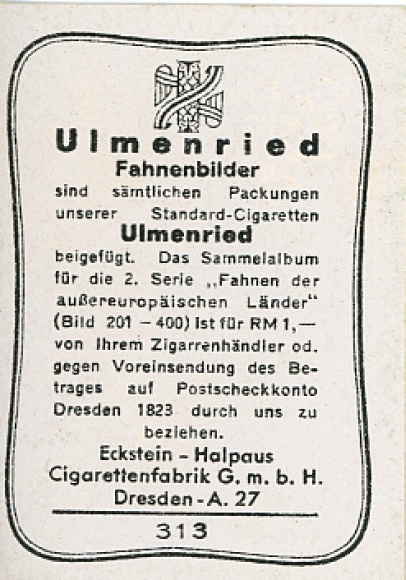 Ulmenried
Fahnenbilder
sind sämtlichen Packungen
unserer Standard-Cigaretten
Ulmenried
beigefügt. Das Sammelalbum
für die 2. Serie „Fahnen der
außereuropäischen Länder“
(Bild 201 – 400) ist für RM 1,—
von Ihrem Zigarrenhändler od.
gegen Voreinsendung des Be-
trages auf Postscheckkonto
Dresden 1823 durch uns zu
beziehen.
Eckstein - Halpaus
Cigarettenfabrik G. m. b. H.
Dresden - A. 27
313